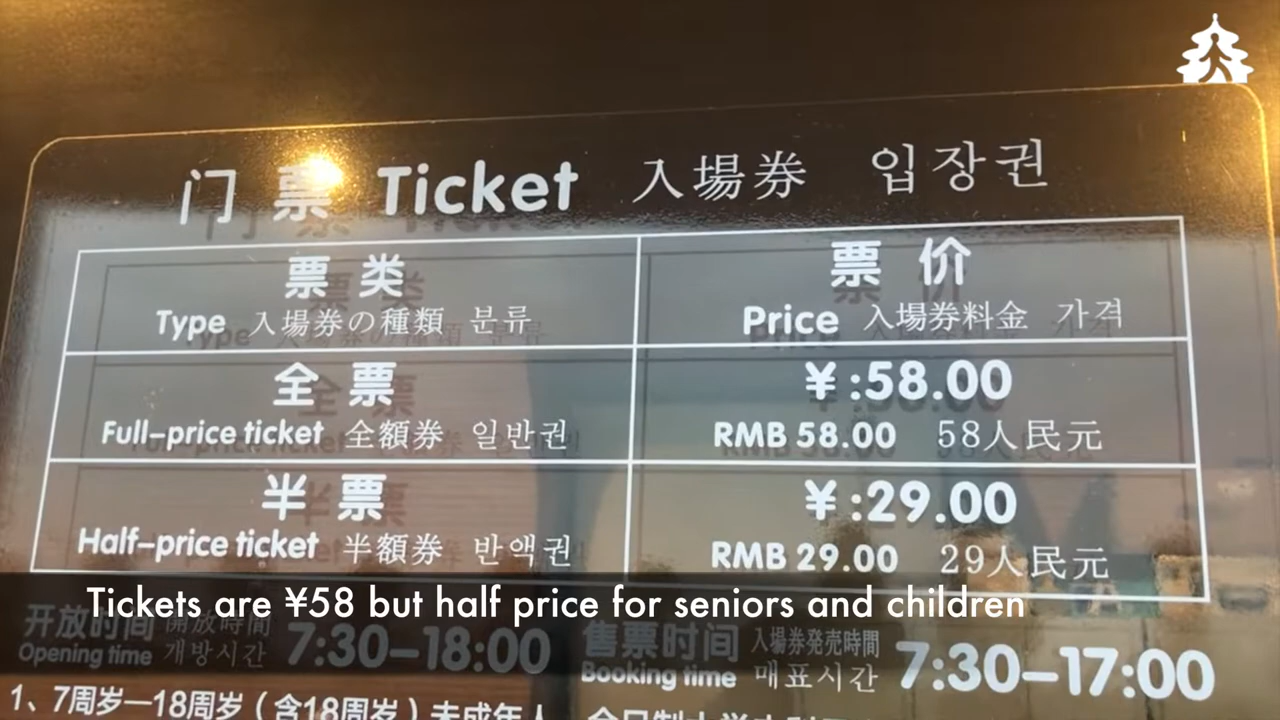 门票 Ticket 入場券 입장권
票类
Type 入場券の種類 분류
票价
Price 入場券料金 가격
全票
Full-price ticket 全額券 일반권
¥:58.00
RMB 58.00 58人民元
半票
Half-price ticket 半額券 반액권
¥:29.00
RMB 29.00 29人民元
Tickets are ¥58 but half price for seniors and children
开放时间 開放時間
Opening time 개방시간 7:30-18:00
售票时间 入場券発売時間
Booking time 매표시간 7:30-17:00
1、7周岁—18周岁（含18周岁）未成年人